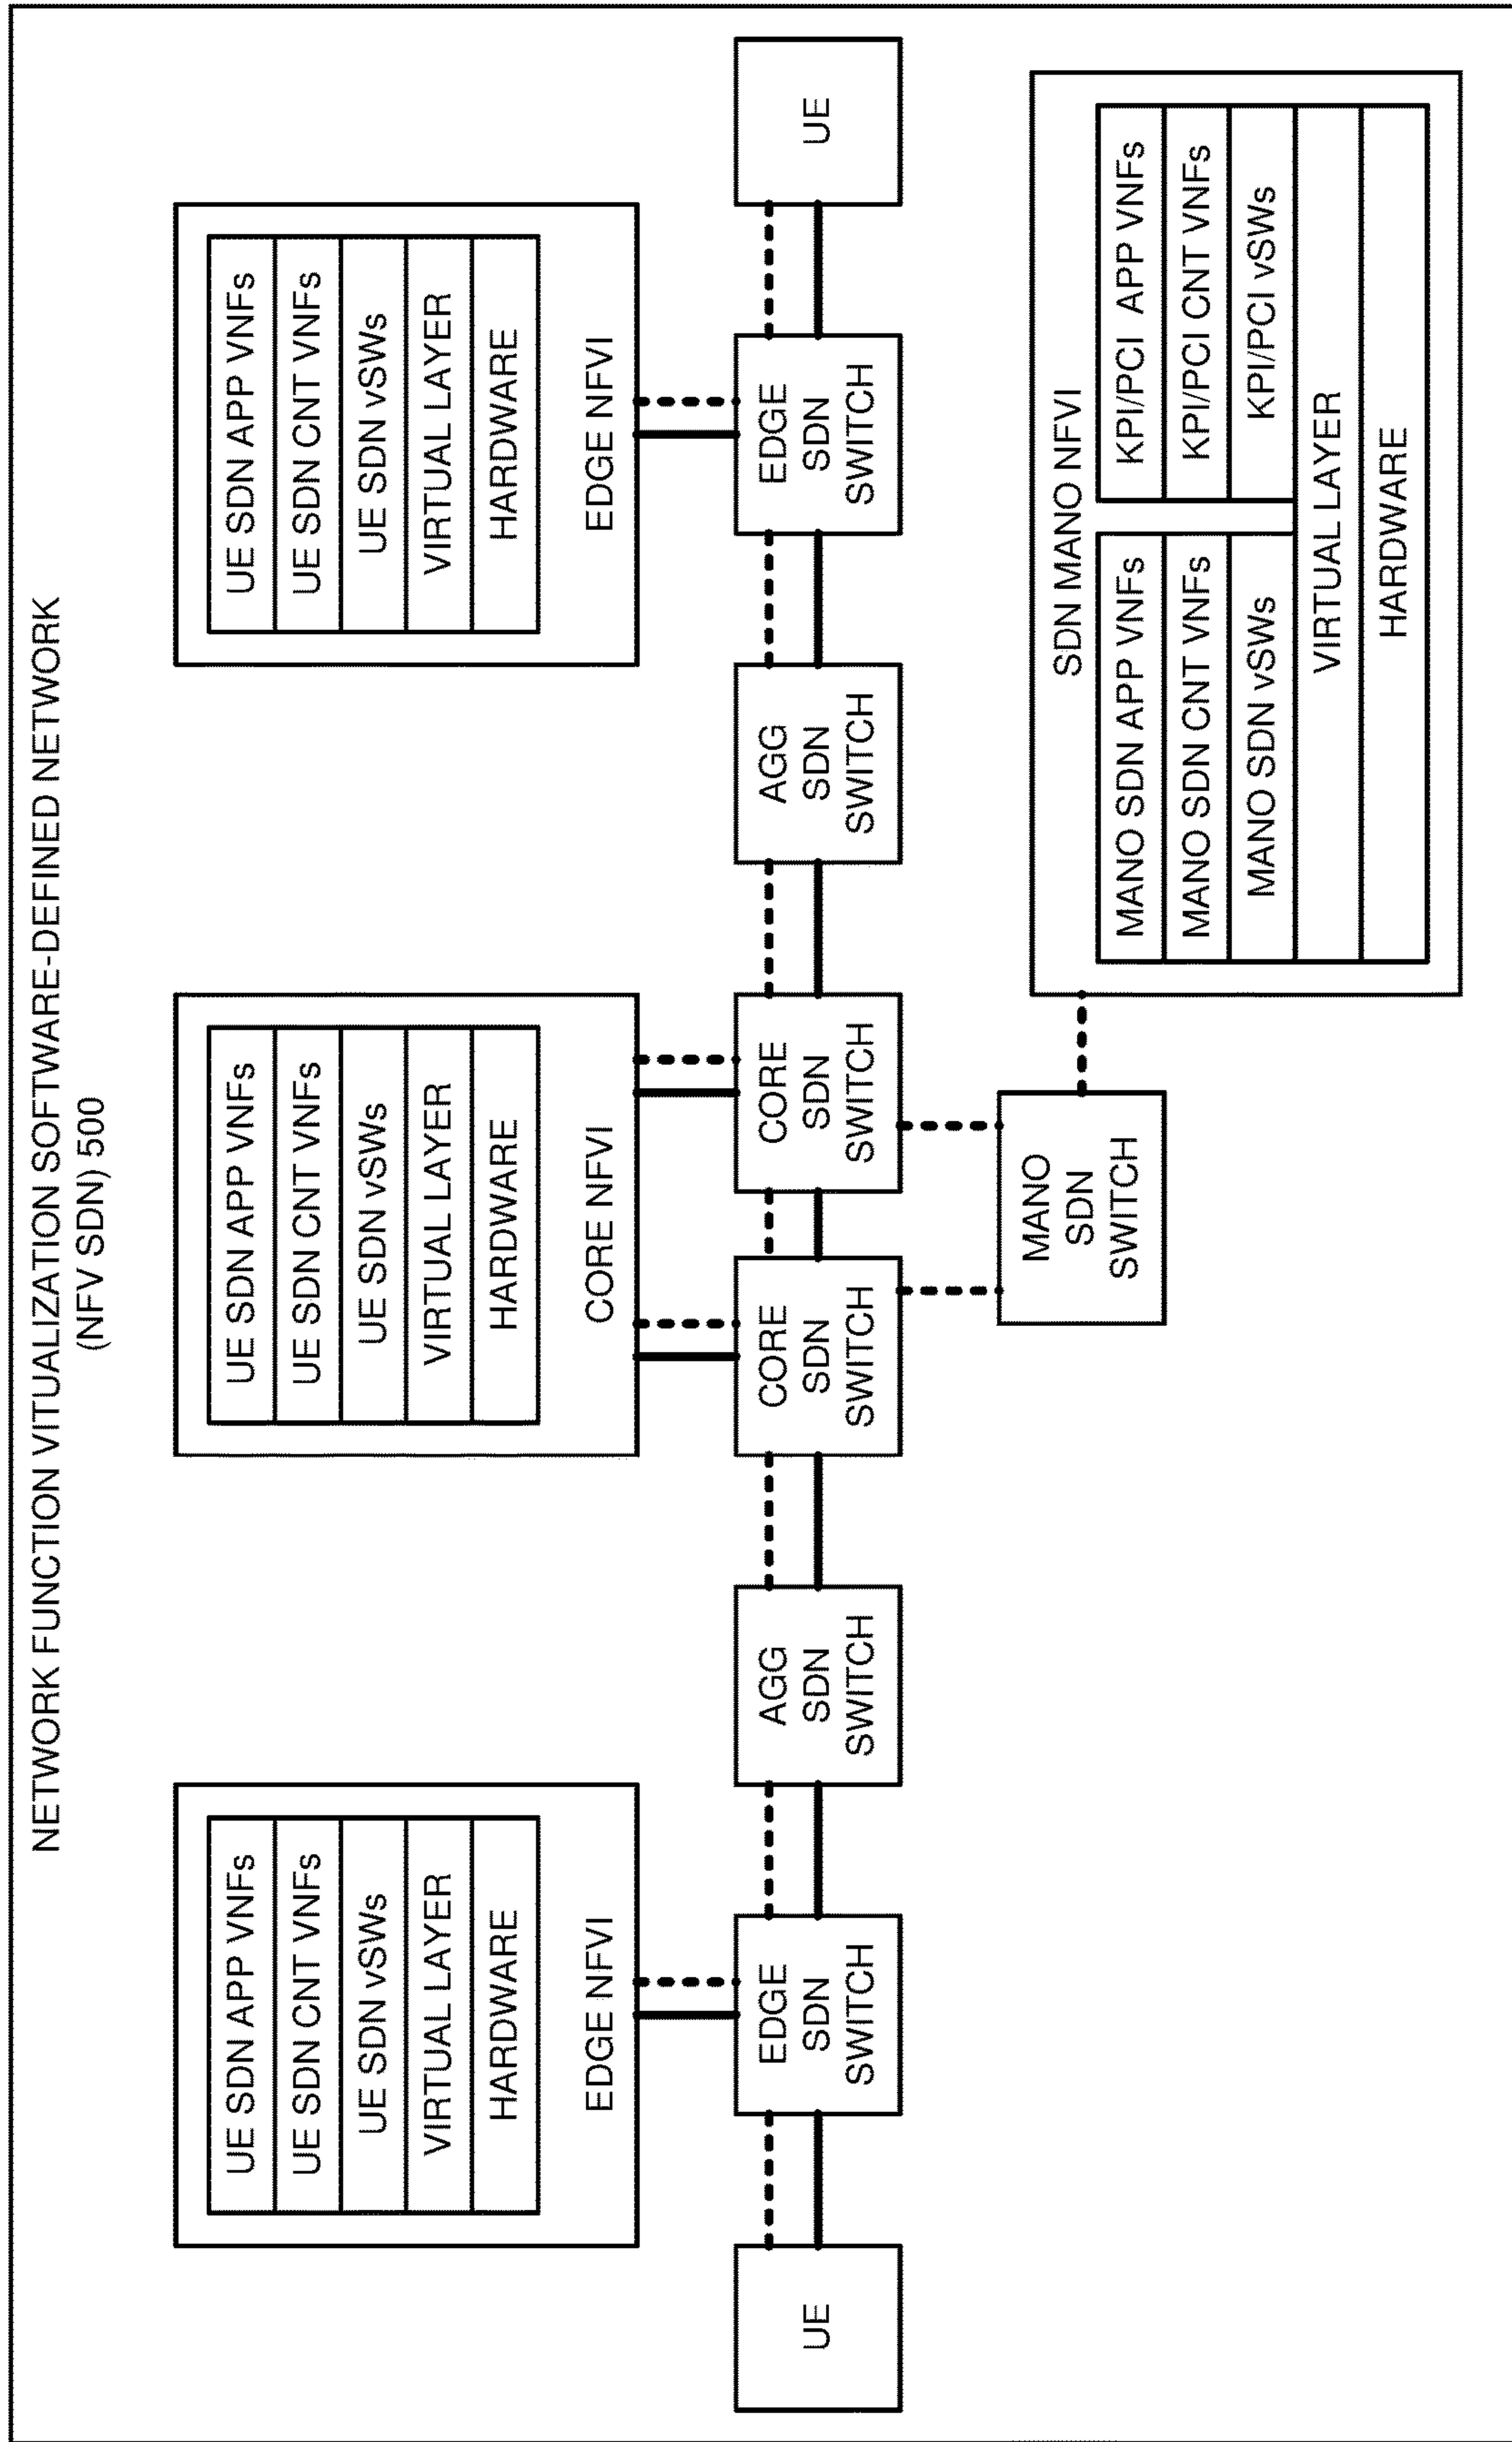 NETWORK FUNCTION VITUALIZATION SOFTWARE-DEFINED NETWORK
(NFV SDN) 500
UE SDN APP VNFs
UE SDN CNT VNFs
UE SDN vSWs
VIRTUAL LAYER
HARDWARE
EDGE NFVI
UE SDN APP VNFs
UE SDN CNT VNFs
UE SDN vSWs
VIRTUAL LAYER
HARDWARE
CORE NFVI
UE SDN APP VNFs
UE SDN CNT VNFs
UE SDN vSWs
VIRTUAL LAYER
HARDWARE
EDGE NFVI
UE
EDGE
SDN
SWITCH
AGG
SDN
SWITCH
CORE
SDN
SWITCH
CORE
SDN
SWITCH
AGG
SDN
SWITCH
EDGE
SDN
SWITCH
UE
MANO
SDN
SWITCH
SDN MANO NFVI
MANO SDN APP VNFs
KPI/PCI APP VNFs
MANO SDN CNT VNFs
KPI/PCI CNT VNFs
MANO SDN vSWs
KPI/PCI vSWs
VIRTUAL LAYER
HARDWARE